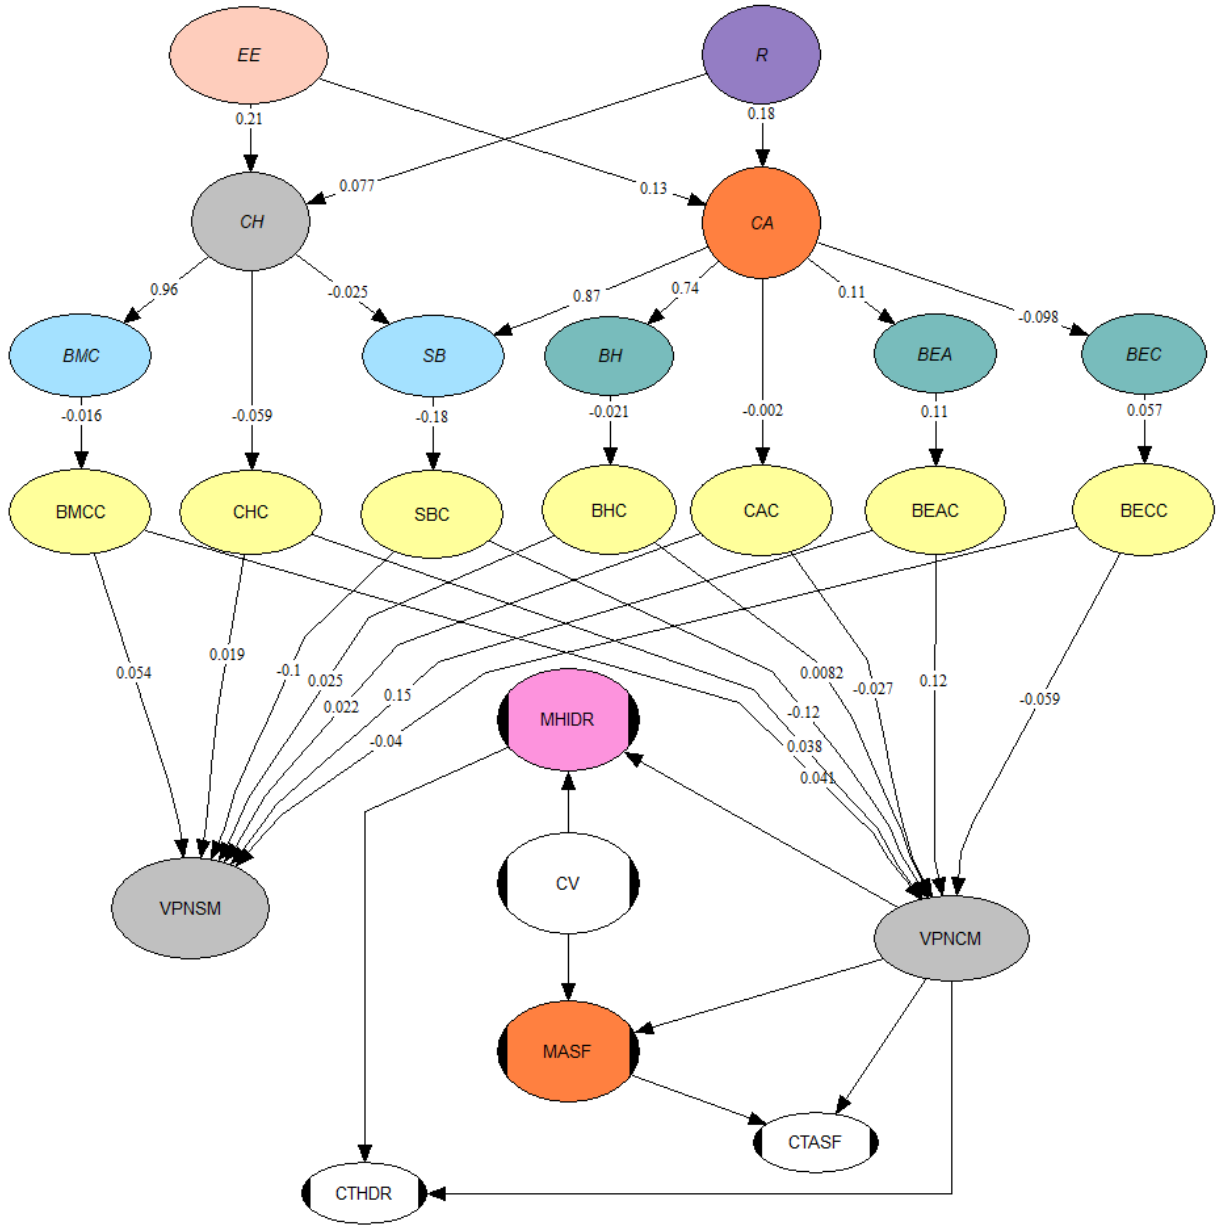 EE
R
0.21
0.18
0.077
0.13
CH
CA
0.96
-0.025
0.87
0.74
0.11
-0.098
BMC
SB
BH
BEA
BEC
-0.016
-0.059
-0.18
-0.021
-0.002
0.11
0.057
BMCC
CHC
SBC
BHC
CAC
BEAC
BECC
0.054
0.019
-0.1
0.025
0.022
0.15
-0.04
0.0082
-0.027
0.12
-0.059
-0.12
0.038
0.041
MHIDR
CV
VPNSM
VPNCM
MASF
CTASF
CTHDR